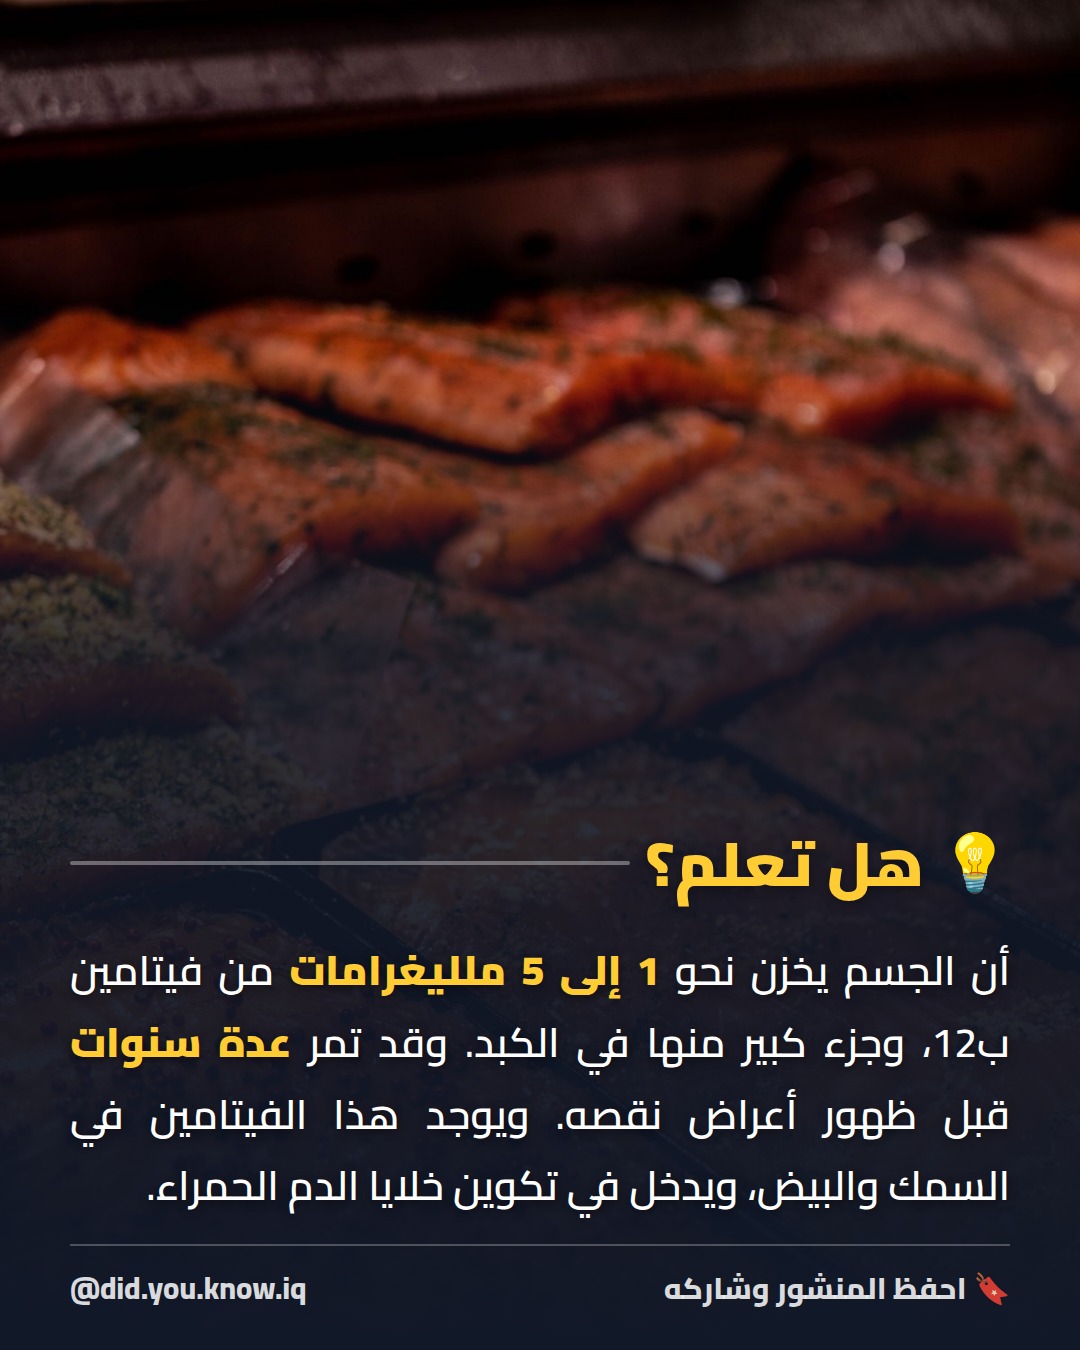 💡 هل تعلم؟
أن الجسم يخزن نحو 1 إلى 5 ملليغرامات من فيتامين
ب12، وجزء كبير منها في الكبد. وقد تمر عدة سنوات
قبل ظهور أعراض نقصه. ويوجد هذا الفيتامين في
السمك والبيض، ويدخل في تكوين خلايا الدم الحمراء.
🔖 احفظ المنشور وشاركه
@did.you.know.iq